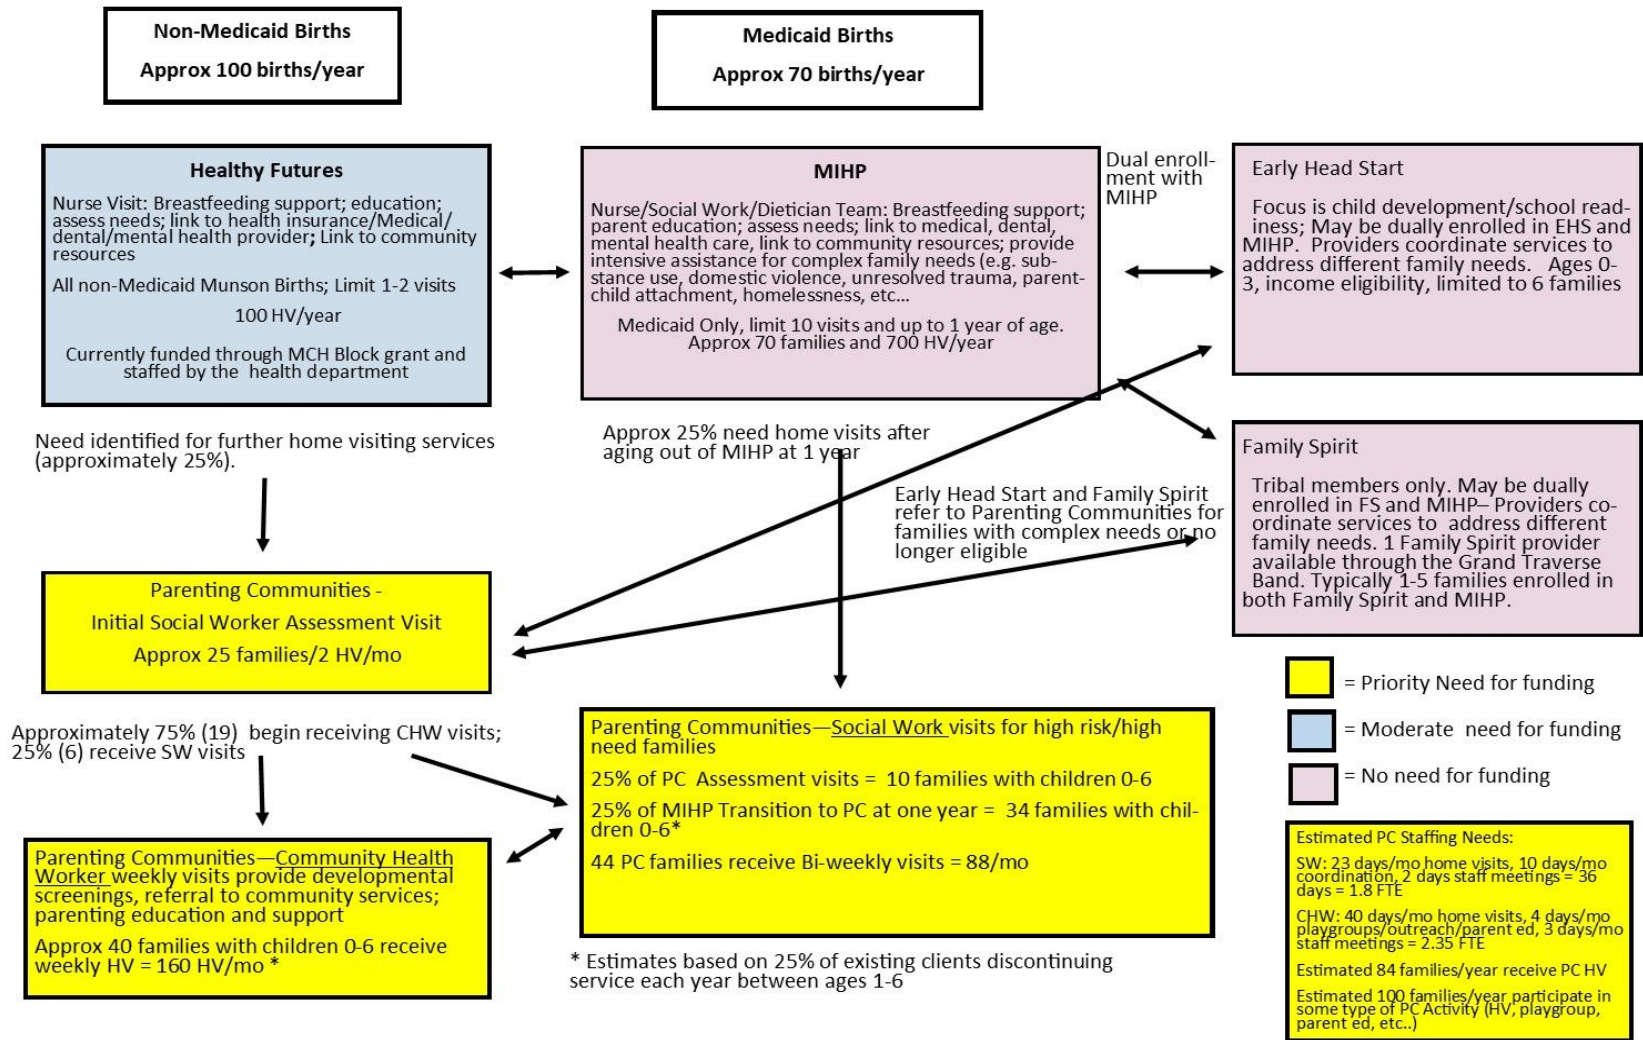 Non-Medicaid Births
Approx 100 births/year
Medicaid Births
Approx 70 births/year
Healthy Futures
Nurse Visit: Breastfeeding support; education;
assess needs; link to health insurance/Medical/
dental/mental health provider; Link to community
resources
All non-Medicaid Munson Births; Limit 1-2 visits
100 HV/year
Currently funded through MCH Block grant and
staffed by the  health department
MIHP
Nurse/Social Work/Dietician Team: Breastfeeding support;
parent education; assess needs; link to medical, dental,
mental health care, link to community resources; provide
intensive assistance for complex family needs (e.g. sub-
stance use, domestic violence, unresolved trauma, parent-
child attachment, homelessness, etc...
Medicaid Only, limit 10 visits and up to 1 year of age.
Approx 70 families and 700 HV/year
Dual enroll-
ment with
MIHP
Early Head Start
Focus is child development/school read-
iness; May be dually enrolled in EHS and
MIHP.  Providers coordinate services to
address different family needs.   Ages 0-
3, income eligibility, limited to 6 families
Need identified for further home visiting services
(approximately 25%).
Approx 25% need home visits after
aging out of MIHP at 1 year
Early Head Start and Family Spirit
refer to Parenting Communities for
families with complex needs or no
longer eligible
Family Spirit
Tribal members only. May be dually
enrolled in FS and MIHP– Providers co-
ordinate services to  address different
family needs. 1 Family Spirit provider
available through the Grand Traverse
Band. Typically 1-5 families enrolled in
both Family Spirit and MIHP.
Parenting Communities -
Initial Social Worker Assessment Visit
Approx 25 families/2 HV/mo
Approximately 75% (19)  begin receiving CHW visits;
25% (6) receive SW visits
Parenting Communities—Community Health
Worker weekly visits provide developmental
screenings, referral to community services;
parenting education and support
Approx 40 families with children 0-6 receive
weekly HV = 160 HV/mo *
Parenting Communities—Social Work visits for high risk/high
need families
25% of PC  Assessment visits =  10 families with children 0-6
25% of MIHP Transition to PC at one year =  34 families with chil-
dren 0-6*
44 PC families receive Bi-weekly visits = 88/mo
* Estimates based on 25% of existing clients discontinuing
service each year between ages 1-6
= Priority Need for funding
= Moderate  need for funding
= No need for funding
Estimated PC Staffing Needs:
SW: 23 days/mo home visits, 10 days/mo
coordination, 2 days staff meetings = 36
days = 1.8 FTE
CHW: 40 days/mo home visits, 4 days/mo
playgroups/outreach/parent ed, 3 days/mo
staff meetings = 2.35 FTE
Estimated 84 families/year receive PC HV
Estimated 100 families/year participate in
some type of PC Activity (HV, playgroup,
parent ed, etc..)